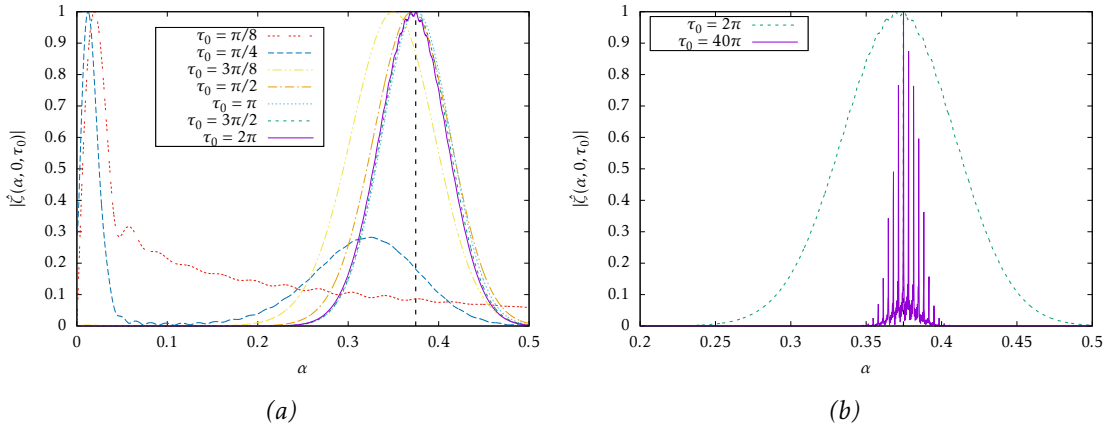 |ζ̂(α, 0, τ₀)|
1
0.9
0.8
0.7
0.6
0.5
0.4
0.3
0.2
0.1
0
τ₀ = π/8
τ₀ = π/4
τ₀ = 3π/8
τ₀ = π/2
τ₀ = π
τ₀ = 3π/2
τ₀ = 2π
0 0.1 0.2 0.3 0.4 0.5
α
(a)
|ζ̂(α, 0, τ₀)|
1
0.9
0.8
0.7
0.6
0.5
0.4
0.3
0.2
0.1
0
τ₀ = 2π
τ₀ = 40π
0.2 0.25 0.3 0.35 0.4 0.45 0.5
α
(b)